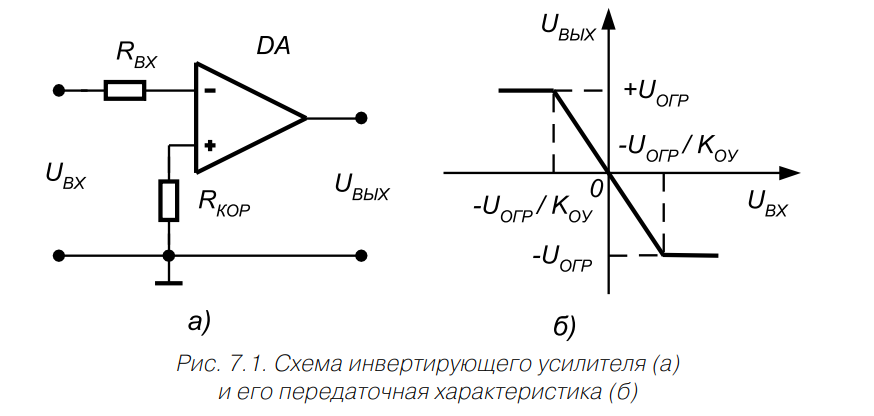 R_ВХ
DA
-
+
U_ВХ
R_КОР
U_ВЫХ
а)
U_ВЫХ
+U_ОГР
-U_ОГР / K_ОУ
0
U_ВХ
-U_ОГР / K_ОУ
-U_ОГР
б)
Рис. 7.1. Схема инвертирующего усилителя (а)
и его передаточная характеристика (б)